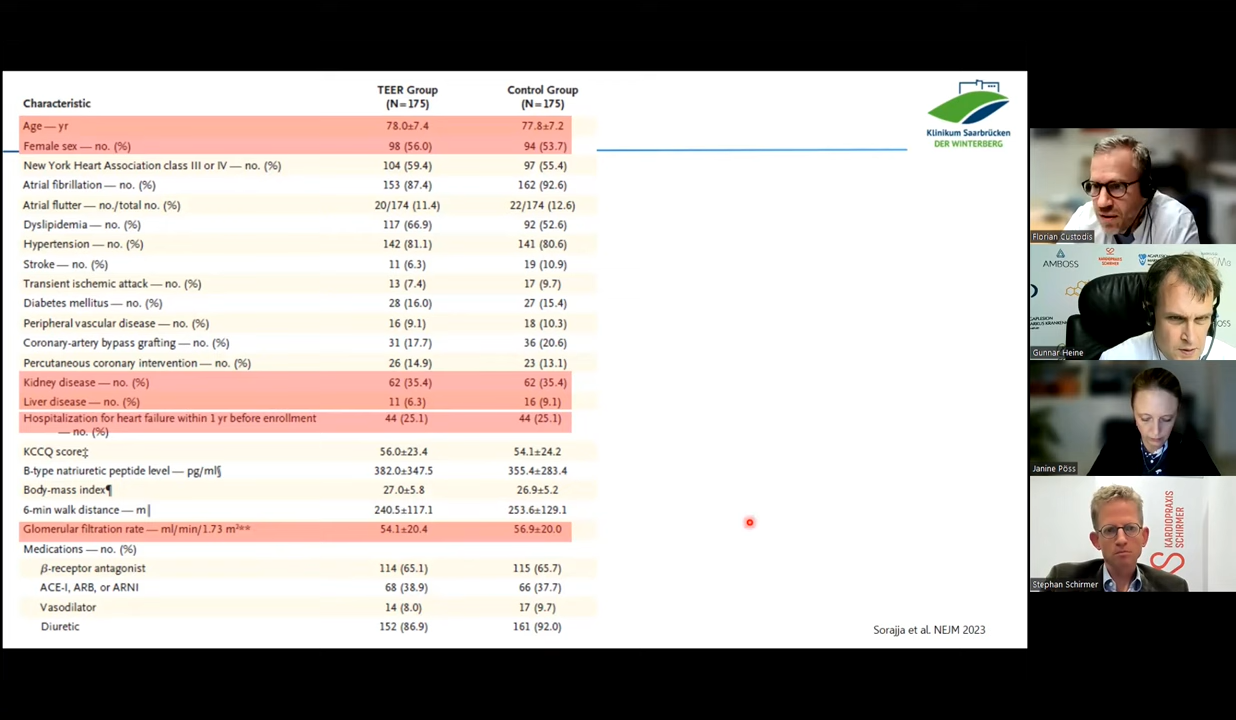 Characteristic TEER Group (N=175) Control Group (N=175)
Age — yr 78.0±7.4 77.8±7.2
Female sex — no. (%) 98 (56.0) 94 (53.7)
New York Heart Association class III or IV — no. (%) 104 (59.4) 97 (55.4)
Atrial fibrillation — no. (%) 153 (87.4) 162 (92.6)
Atrial flutter — no./total no. (%) 20/174 (11.4) 22/174 (12.6)
Dyslipidemia — no. (%) 117 (66.9) 92 (52.6)
Hypertension — no. (%) 142 (81.1) 141 (80.6)
Stroke — no. (%) 11 (6.3) 19 (10.9)
Transient ischemic attack — no. (%) 13 (7.4) 17 (9.7)
Diabetes mellitus — no. (%) 28 (16.0) 27 (15.4)
Peripheral vascular disease — no. (%) 16 (9.1) 18 (10.3)
Coronary-artery bypass grafting — no. (%) 31 (17.7) 36 (20.6)
Percutaneous coronary intervention — no. (%) 26 (14.9) 23 (13.1)
Kidney disease — no. (%) 62 (35.4) 62 (35.4)
Liver disease — no. (%) 11 (6.3) 16 (9.1)
Hospitalization for heart failure within 1 yr before enrollment 44 (25.1) 44 (25.1)
— no. (%)
KCCQ score‡ 56.0±23.4 54.1±24.2
B-type natriuretic peptide level — pg/ml§ 382.0±347.5 355.4±283.4
Body-mass index¶ 27.0±5.8 26.9±5.2
6-min walk distance — m‖ 240.5±117.1 253.6±129.1
Glomerular filtration rate — ml/min/1.73 m²** 54.1±20.4 56.9±20.0
Medications — no. (%)
β-receptor antagonist 114 (65.1) 115 (65.7)
ACE-I, ARB, or ARNI 68 (38.9) 66 (37.7)
Vasodilator 14 (8.0) 17 (9.7)
Diuretic 152 (86.9) 161 (92.0)
Klinikum Saarbrücken
DER WINTERBERG
Sorajja et al. NEJM 2023
Florian Custodis
AMBOSS
KARDIOPRAXIS
SCHIRMER
AGAPLESION
Gunnar Heine
Janine Pöss
KARDIOPRAXIS
SCHIRMER
Stephan Schirmer